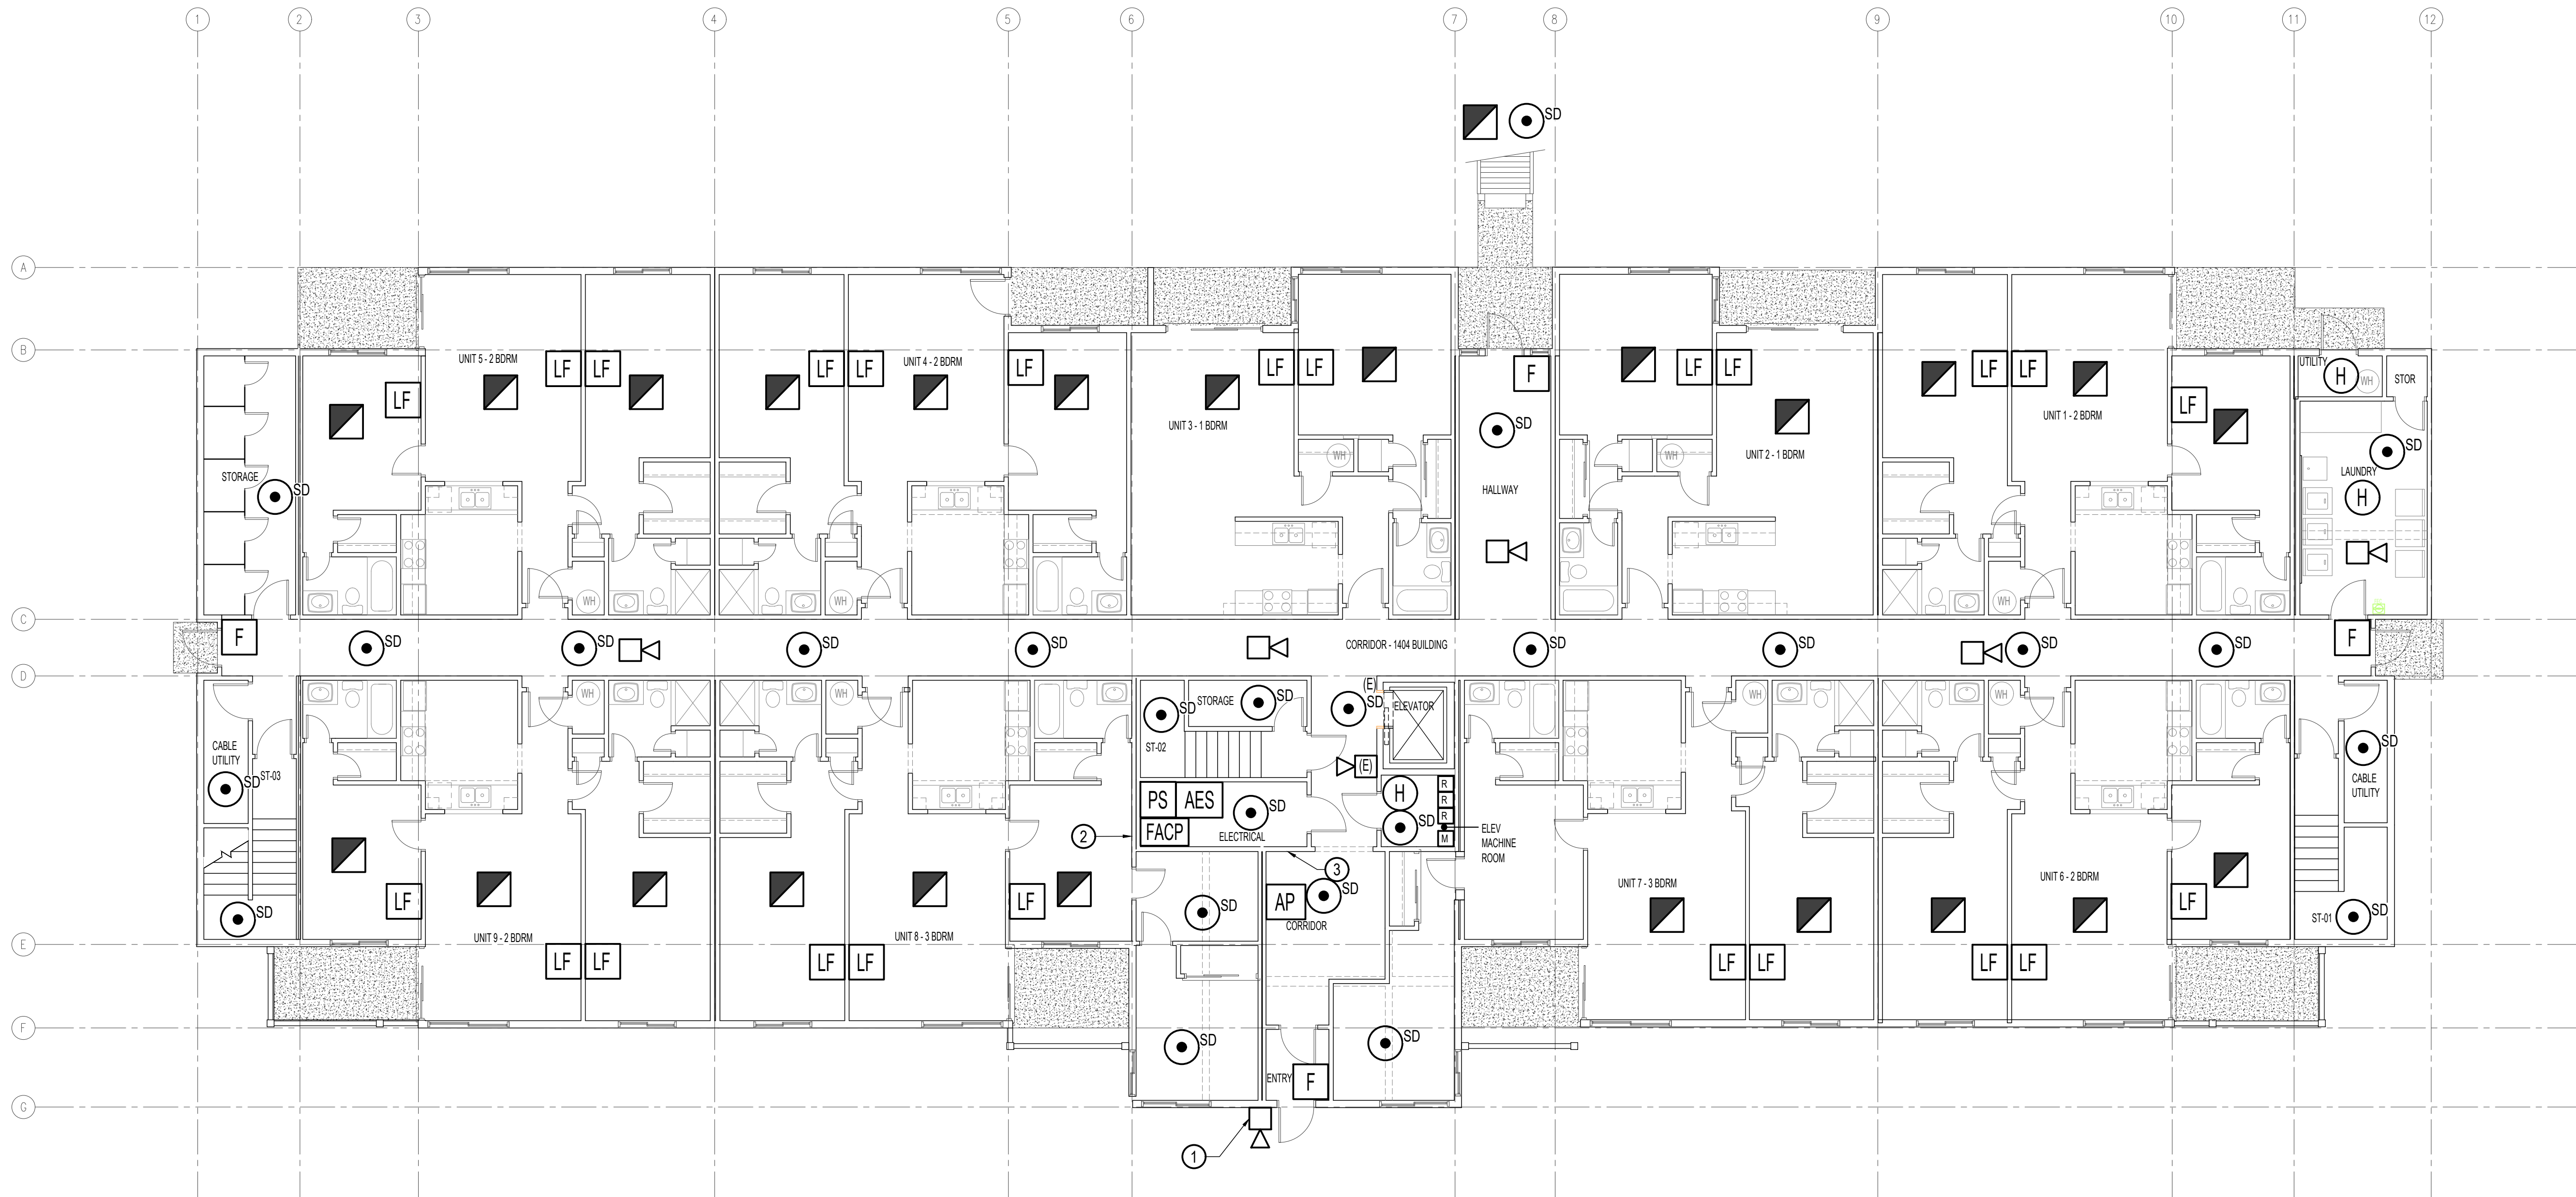 1 2 3 4 5 6 7 8 9 10 11 12
SD
A
B
UNIT 5 - 2 BDRM
LF LF LF LF
UNIT 4 - 2 BDRM
LF LF LF
F
LF LF LF LF
UTILITY
H
WH
STOR
LF
LF
UNIT 1 - 2 BDRM
UNIT 3 - 1 BDRM
SD
SD
WH
WH
UNIT 2 - 1 BDRM
STORAGE
SD
LAUNDRY
H
HALLWAY
WH
WH
WH
C
F
SD SD SD SD SD SD SD SD
CORRIDOR - 1404 BUILDING
F
D
WH
WH
(E)
WH
WH
STORAGE
SD
SD
SD
ELEVATOR
ST-02
CABLE
UTILITY
SD
ST-03
(E)
SD
CABLE
UTILITY
PS
AES
SD
H
R
R
R
M
FACP
ELECTRICAL
SD
2
ELEV
MACHINE
ROOM
3
UNIT 7 - 3 BDRM
UNIT 6 - 2 BDRM
LF
SD
LF
SD
AP
SD
CORRIDOR
LF
ST-01
SD
UNIT 9 - 2 BDRM
UNIT 8 - 3 BDRM
E
LF LF LF LF LF LF LF LF
F
SD
SD
ENTRY
F
G
1